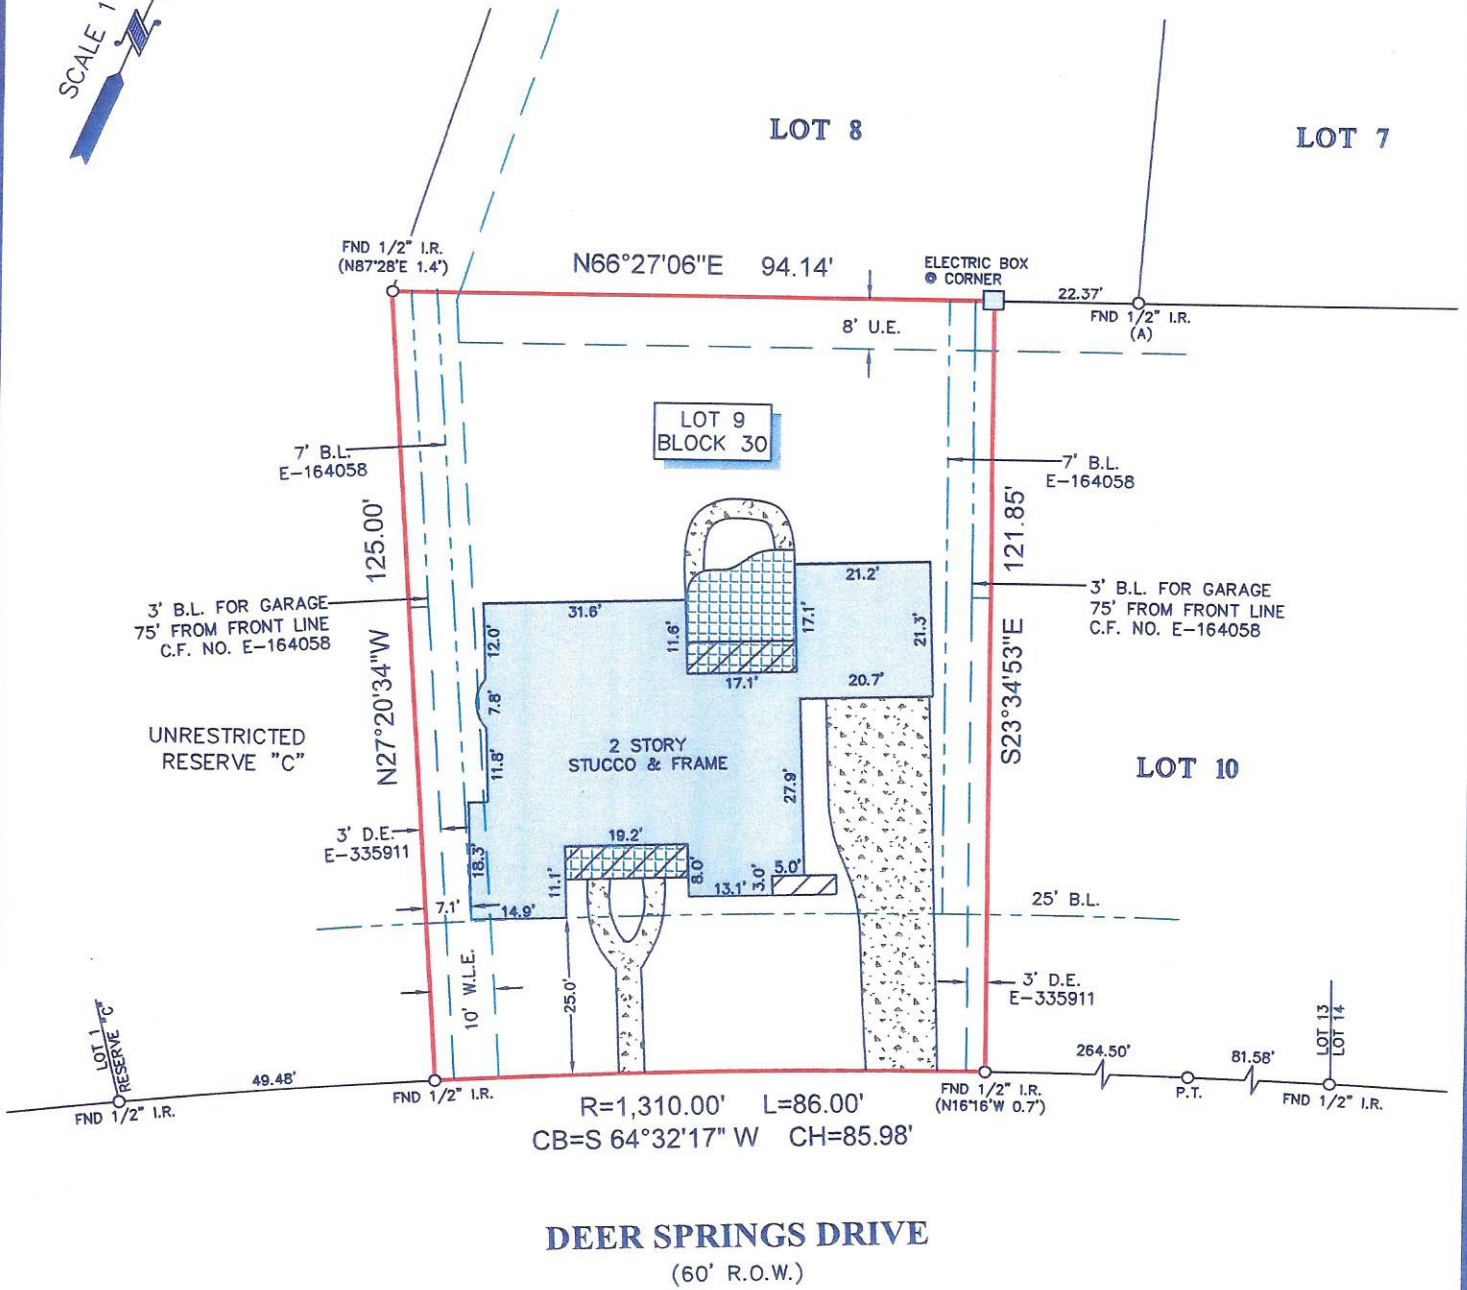 SCALE 1
LOT 8
LOT 7
FND 1/2" I.R.
(N87°28'E 1.4')
N66°27'06"E 94.14'
ELECTRIC BOX
@ CORNER
22.37'
FND 1/2" I.R.
(A)
8' U.E.
LOT 9
BLOCK 30
7' B.L.
E-164058
7' B.L.
E-164058
125.00'
N27°20'34"W
121.85'
S23°34'53"E
3' B.L. FOR GARAGE
75' FROM FRONT LINE
C.F. NO. E-164058
3' B.L. FOR GARAGE
75' FROM FRONT LINE
C.F. NO. E-164058
21.2'
31.6'
12.0'
11.6'
17.1'
21.3'
17.1'
20.7'
7.8'
11.8'
2 STORY
STUCCO & FRAME
27.9'
UNRESTRICTED
RESERVE "C"
LOT 10
3' D.E.
E-335911
19.2'
18.3'
11.1'
8.0'
13.1'
3.0'
5.0'
7.1'
14.9'
25' B.L.
10' W.L.E.
25.0'
3' D.E.
E-335911
LOT 1
RESERVE "C"
LOT 13
LOT 14
49.48'
264.50'
81.58'
FND 1/2" I.R.
FND 1/2" I.R.
FND 1/2" I.R.
(N16°16'W 0.7')
P.T.
FND 1/2" I.R.
R=1,310.00' L=86.00'
CB=S 64°32'17" W CH=85.98'
DEER SPRINGS DRIVE
(60' R.O.W.)